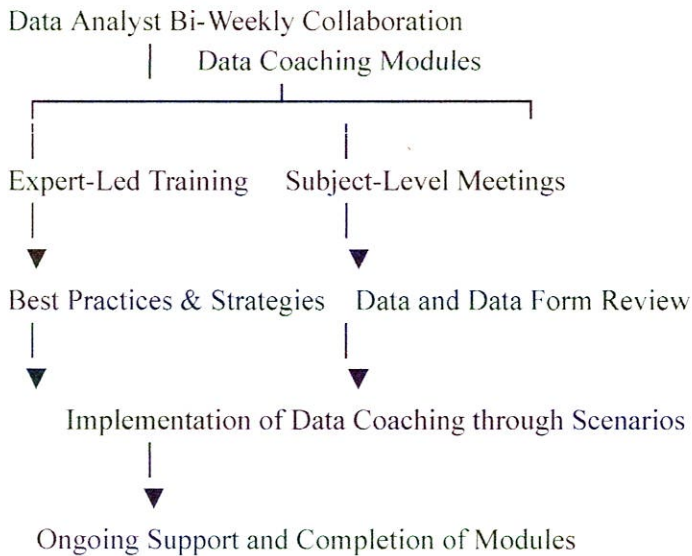 Data Analyst Bi-Weekly Collaboration
Data Coaching Modules
Expert-Led Training Subject-Level Meetings
Best Practices & Strategies Data and Data Form Review
Implementation of Data Coaching through Scenarios
Ongoing Support and Completion of Modules